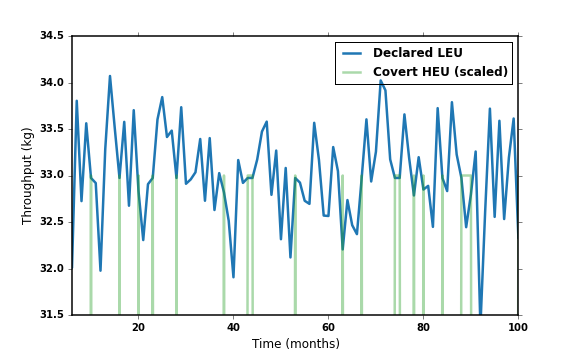 34.5
34.0
33.5
33.0
32.5
32.0
31.5
Throughput (kg)
Declared LEU
Covert HEU (scaled)
20 40 60 80 100
Time (months)